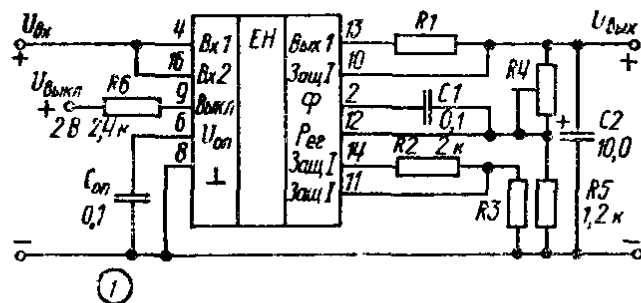 Uвх
+
Uвыкл
+
2 В
R6
2,4 к
Cоп
0,1
4
16
9
6
8
Вх 1
Вх 2
Выкл
Uоп
⊥
ЕН
Вых 1
Защ I
Ф
Рег
Защ I
Защ I
13
10
2
12
14
11
R1
C1
0,1
R2
2 к
R3
R4
R5
1,2 к
+
C2
10,0
Uвых
+
−
−
1